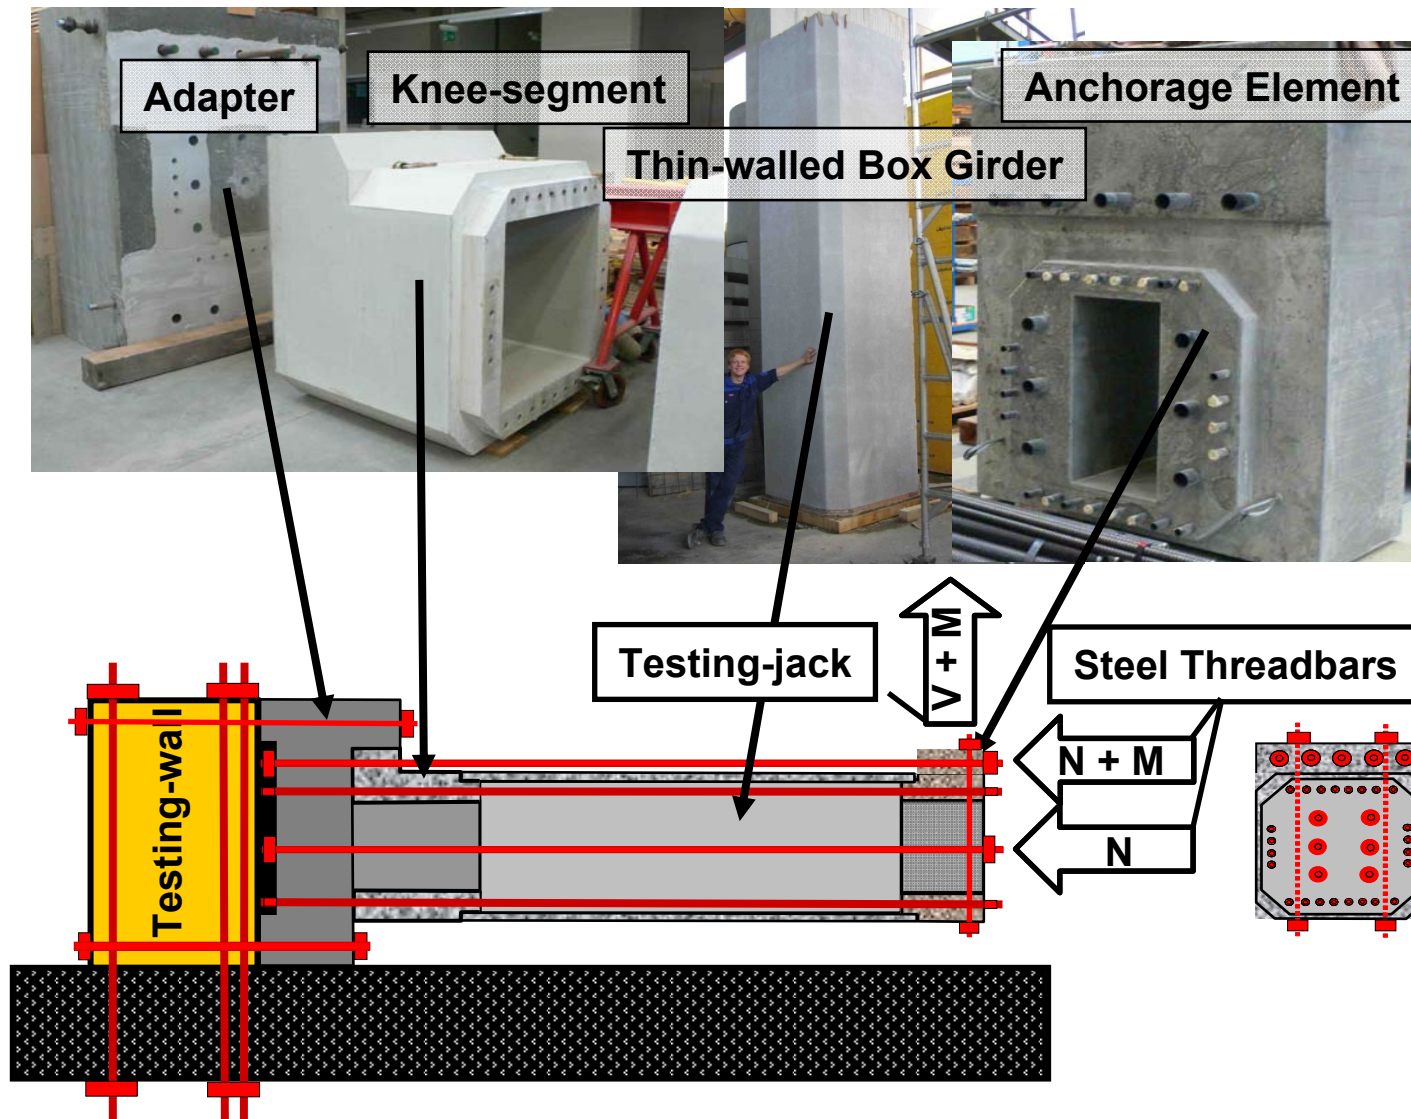 Adapter
Knee-segment
Thin-walled Box Girder
Anchorage Element
Testing-jack
V + M
Steel Threadbars
N + M
N
Testing-wall